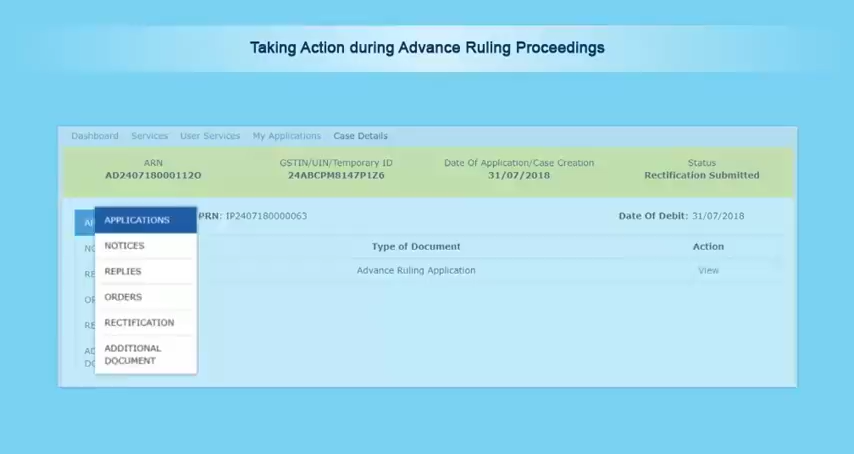 Taking Action during Advance Ruling Proceedings
Dashboard Services User Services My Applications Case Details
ARN GSTIN/UIN/Temporary ID Date Of Application/Case Creation Status
AD240718000112O 24ABCPM8147P1Z6 31/07/2018 Rectification Submitted
APPLICATIONS PRN: IP2407180000063 Date Of Debit: 31/07/2018
NOTICES Type of Document Action
REPLIES Advance Ruling Application View
ORDERS
RECTIFICATION
ADDITIONAL
DOCUMENT